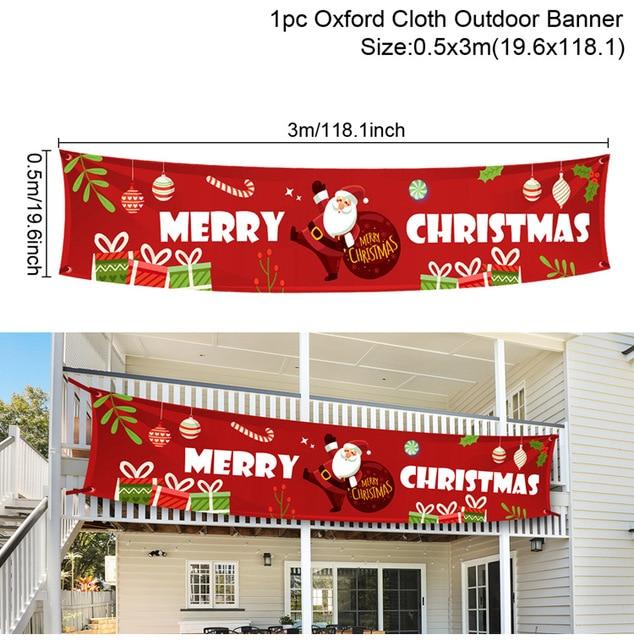 1pc Oxford Cloth Outdoor Banner
Size:0.5x3m(19.6x118.1)
3m/118.1inch
0.5m/19.6inch
MERRY CHRISTMAS
MERRY
CHRISTMAS
MERRY CHRISTMAS
MERRY
CHRISTMAS